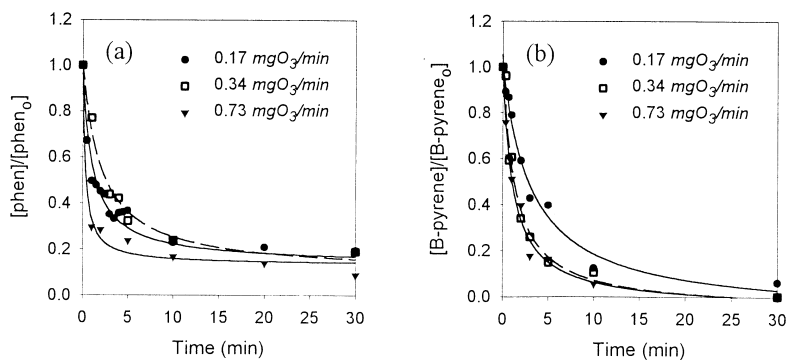 (a)
0.17 mgO3/min
0.34 mgO3/min
0.73 mgO3/min
[phen]/[pheno]
1.2
1.0
0.8
0.6
0.4
0.2
0.0
0
5
10
15
20
25
30
Time (min)
(b)
0.17 mgO3/min
0.34 mgO3/min
0.73 mgO3/min
[B-pyrene]/[B-pyreneo]
1.2
1.0
0.8
0.6
0.4
0.2
0.0
0
5
10
15
20
25
30
Time (min)